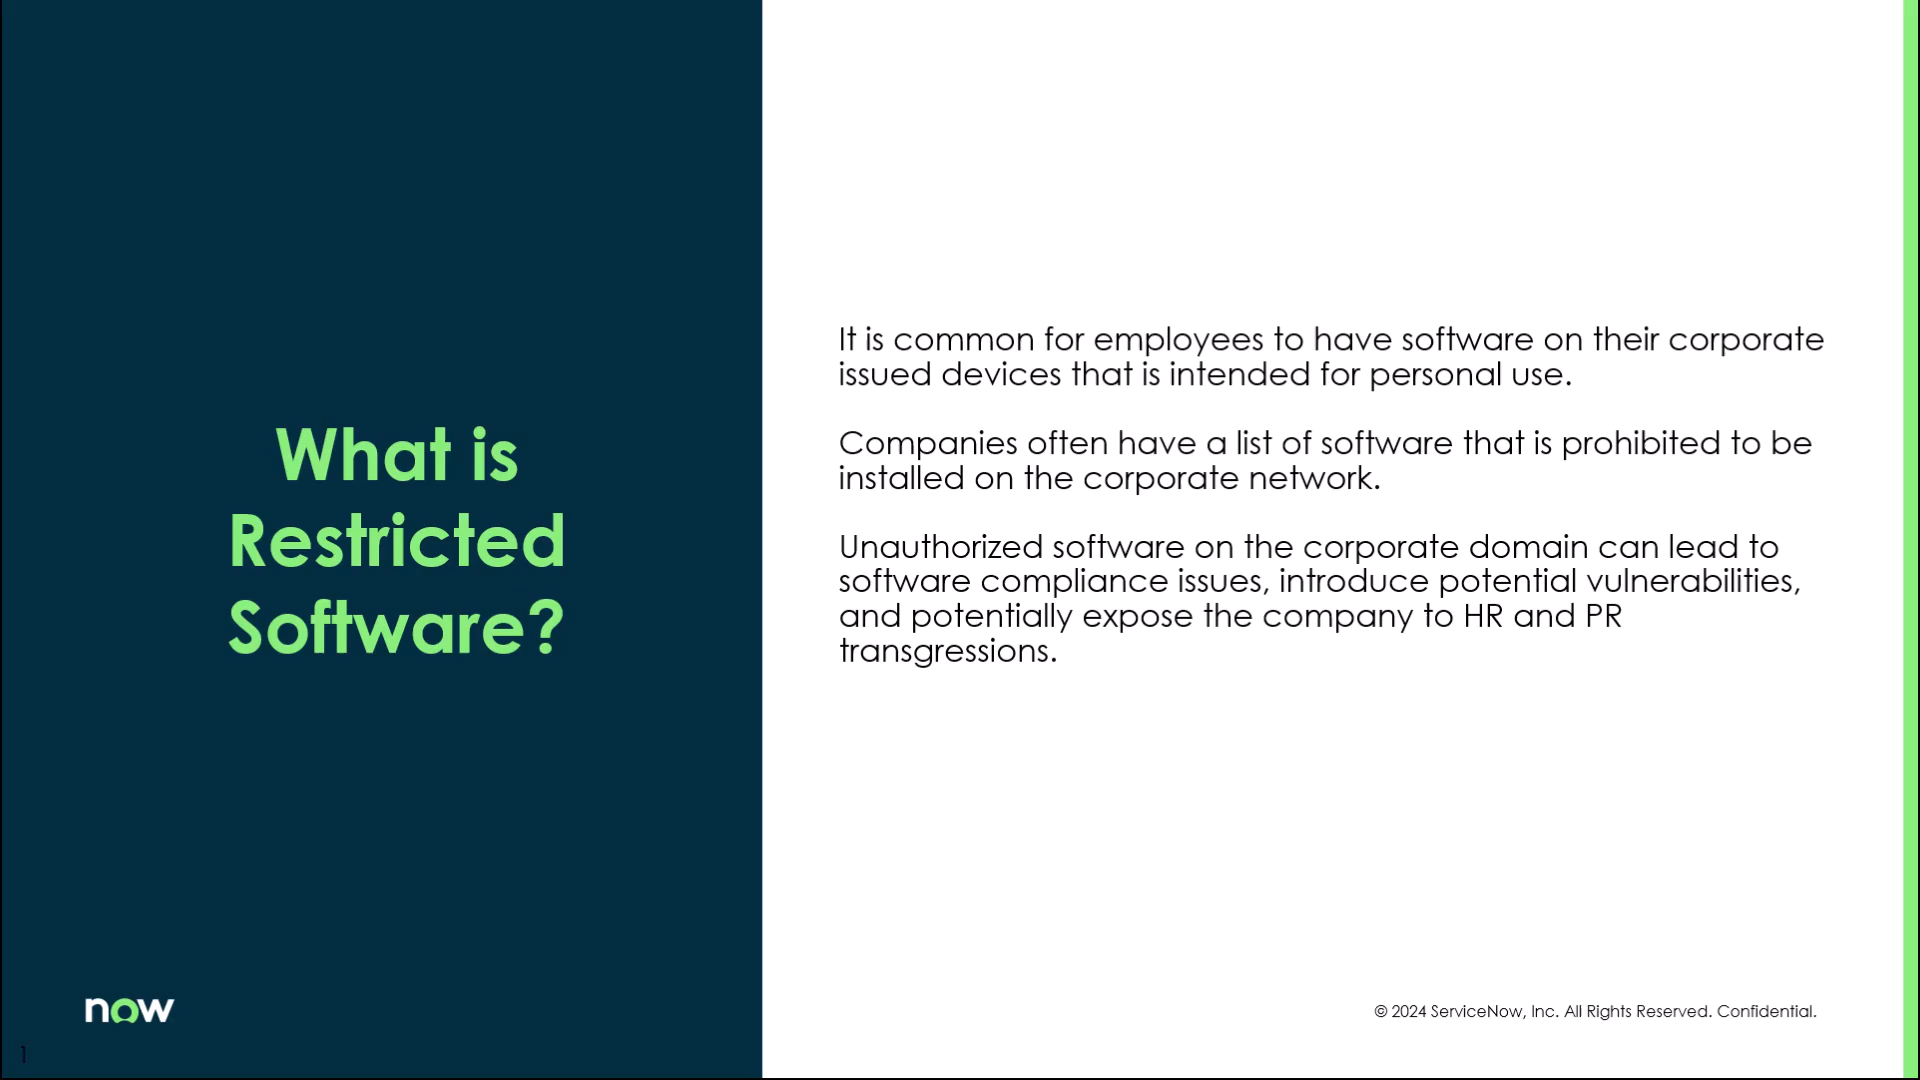 What is
Restricted
Software?
It is common for employees to have software on their corporate
issued devices that is intended for personal use.
Companies often have a list of software that is prohibited to be
installed on the corporate network.
Unauthorized software on the corporate domain can lead to
software compliance issues, introduce potential vulnerabilities,
and potentially expose the company to HR and PR
transgressions.
now
© 2024 ServiceNow, Inc. All Rights Reserved. Confidential.
1